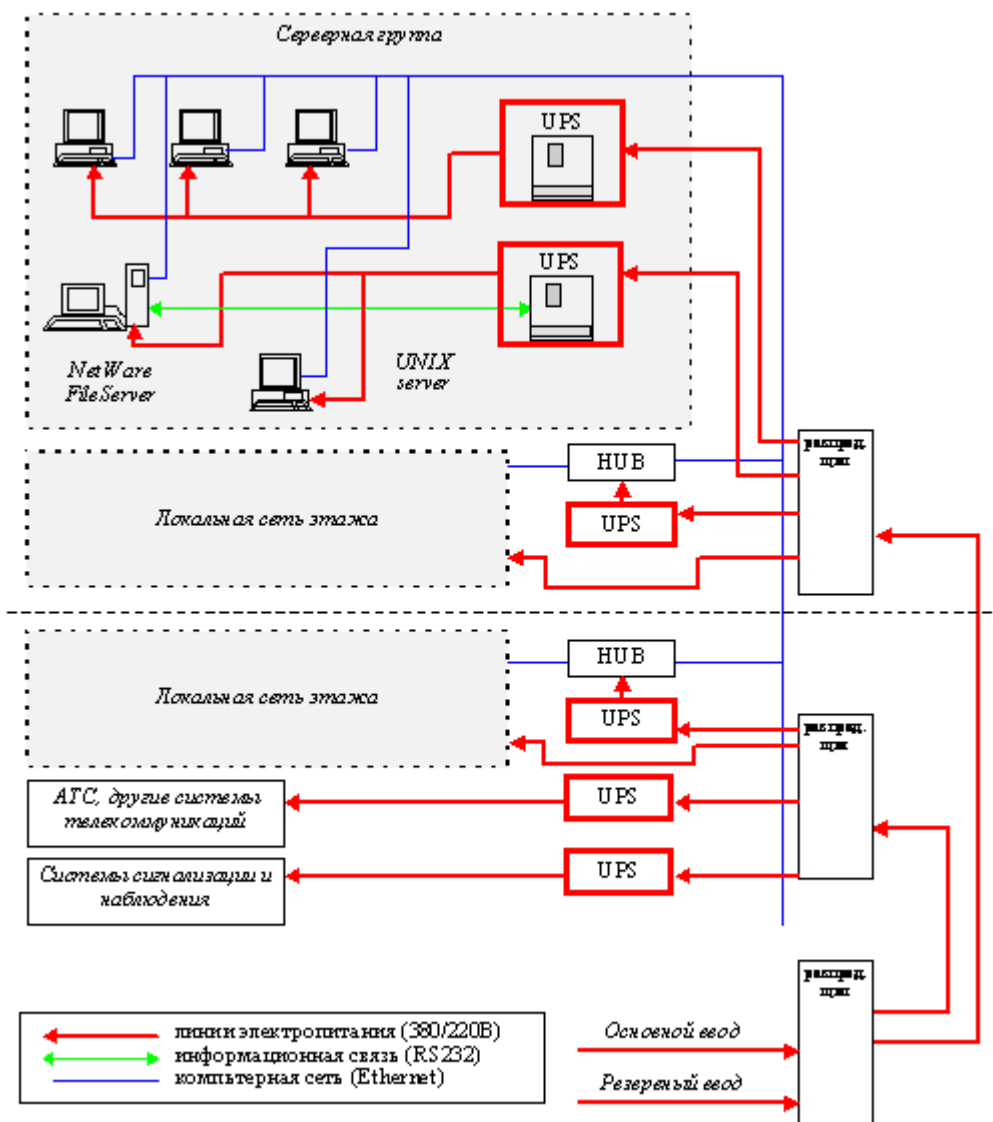 Серверная группа
UPS
UPS
NetWare
FileServer
UNIX
server
распред.
щит
HUB
Локальная сеть этажа
UPS
HUB
Локальная сеть этажа
UPS
распред.
щит
АТС, другие системы
телекоммуникаций
UPS
Системы сигнализации и
наблюдения
UPS
распред.
щит
линии электропитания (380/220В)
информационная связь (RS232)
компьтерная сеть (Ethernet)
Основной ввод
Резервный ввод